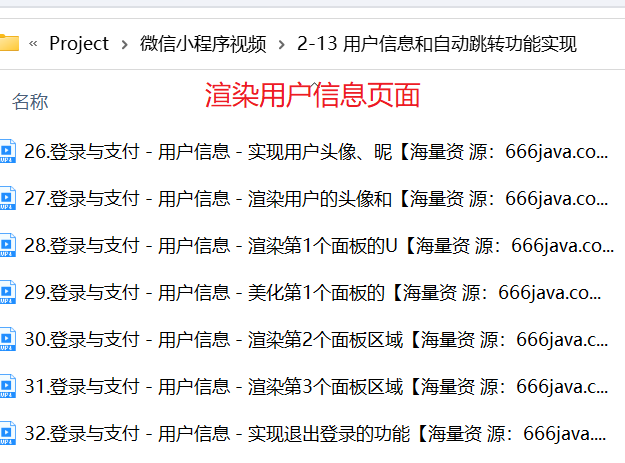 « Project › 微信小程序视频 › 2-13 用户信息和自动跳转功能实现
渲染用户信息页面
名称
26.登录与支付 - 用户信息 - 实现用户头像、昵【海量资 源：666java.co...
27.登录与支付 - 用户信息 - 渲染用户的头像和【海量资 源：666java.co...
28.登录与支付 - 用户信息 - 渲染第1个面板的U【海量资 源：666java.co...
29.登录与支付 - 用户信息 - 美化第1个面板的【海量资 源：666java.co...
30.登录与支付 - 用户信息 - 渲染第2个面板区域【海量资 源：666java.c...
31.登录与支付 - 用户信息 - 渲染第3个面板区域【海量资 源：666java.c...
32.登录与支付 - 用户信息 - 实现退出登录的功能【海量资 源：666java....